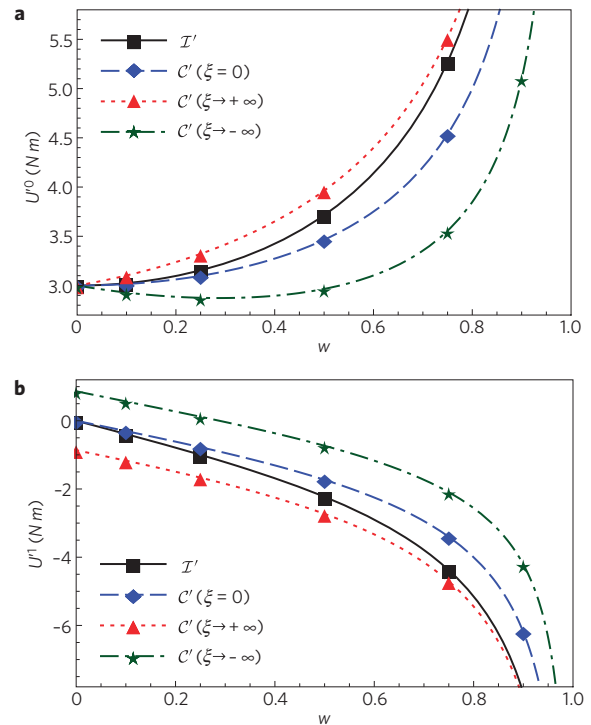 a
5.5
5.0
4.5
4.0
3.5
3.0
U′⁰ (N m)
I′
C′ (ξ = 0)
C′ (ξ → + ∞)
C′ (ξ → - ∞)
0 0.2 0.4 0.6 0.8 1.0
w
b
0
-2
-4
-6
U′¹ (N m)
I′
C′ (ξ = 0)
C′ (ξ → + ∞)
C′ (ξ → - ∞)
0 0.2 0.4 0.6 0.8 1.0
w